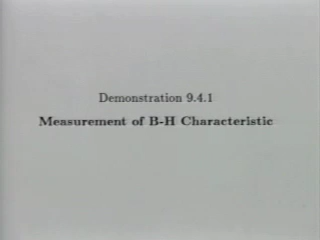 Demonstration 9.4.1
Measurement of B-H Characteristic